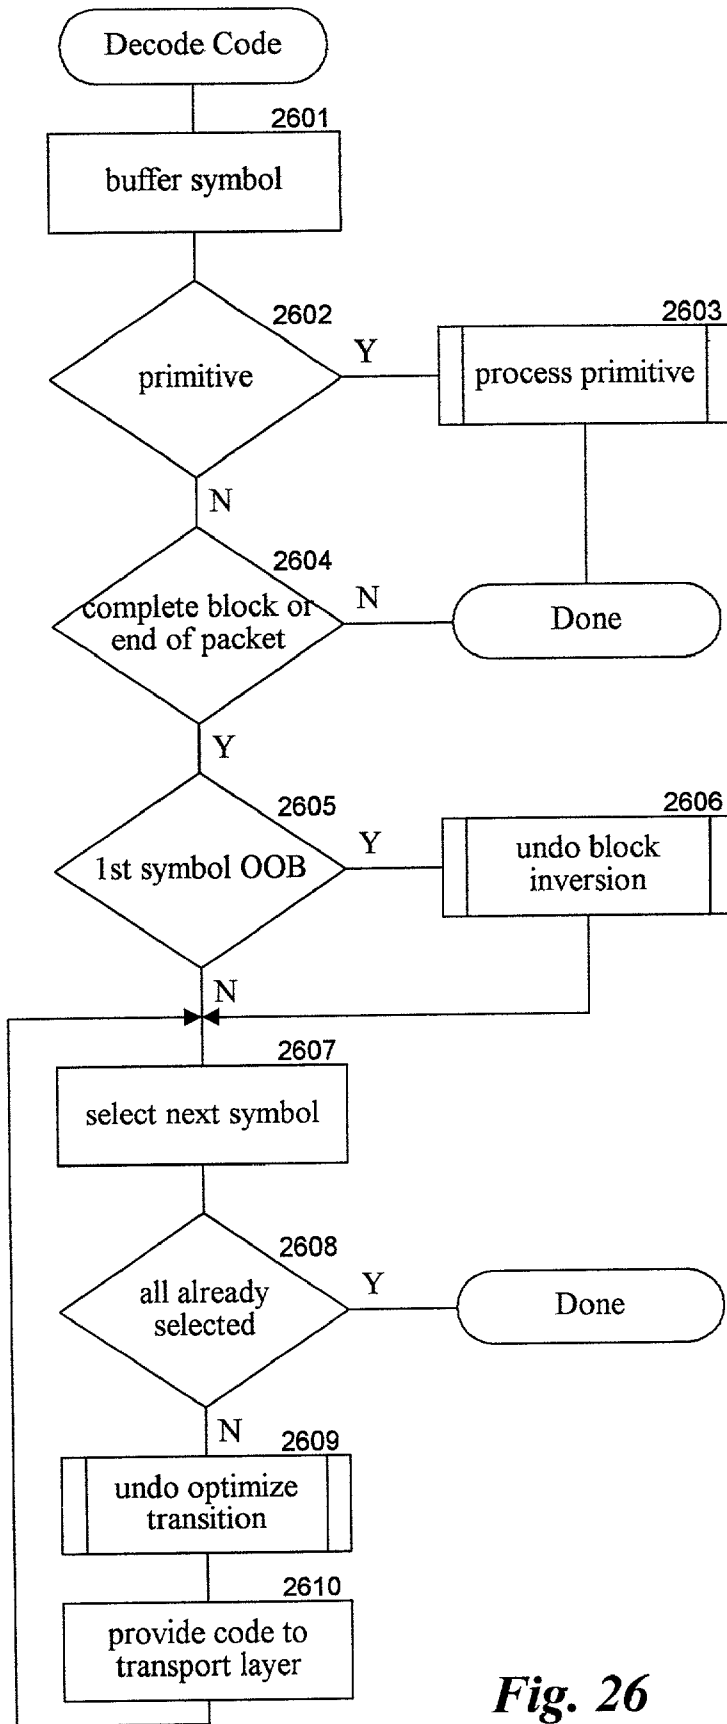 Decode Code
2601
buffer symbol
2602
primitive
Y
2603
process primitive
N
2604
complete block or
end of packet
N
Done
Y
2605
1st symbol OOB
Y
2606
undo block
inversion
N
2607
select next symbol
2608
all already
selected
Y
Done
N
2609
undo optimize
transition
2610
provide code to
transport layer
Fig. 26